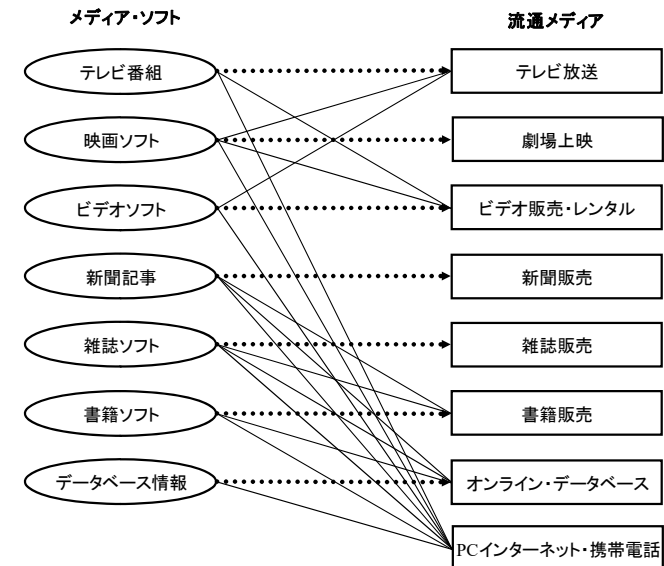 メディア・ソフト
流通メディア
テレビ番組
テレビ放送
映画ソフト
劇場上映
ビデオソフト
ビデオ販売・レンタル
新聞記事
新聞販売
雑誌ソフト
雑誌販売
書籍ソフト
書籍販売
データベース情報
オンライン・データベース
PCインターネット・携帯電話